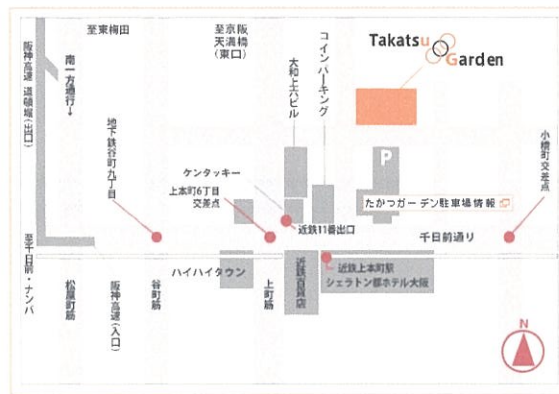 至東梅田
至京阪
天満橋
(東口)
コインパーキング
大和上六ビル
Takatsu
Garden
阪神高速 道頓堀(出口)
南一方通行→
地下鉄谷町九丁目
ケンタッキー
上本町6丁目
交差点
P
小橋町交差点
たかつガーデン駐車場情報
近鉄11番出口
千日前通り
至千日前・ナンバ
松屋町筋
阪神高速(入口)
谷町筋
ハイハイタウン
上町筋
近鉄百貨店
近鉄上本町駅
シェラトン都ホテル大阪
N